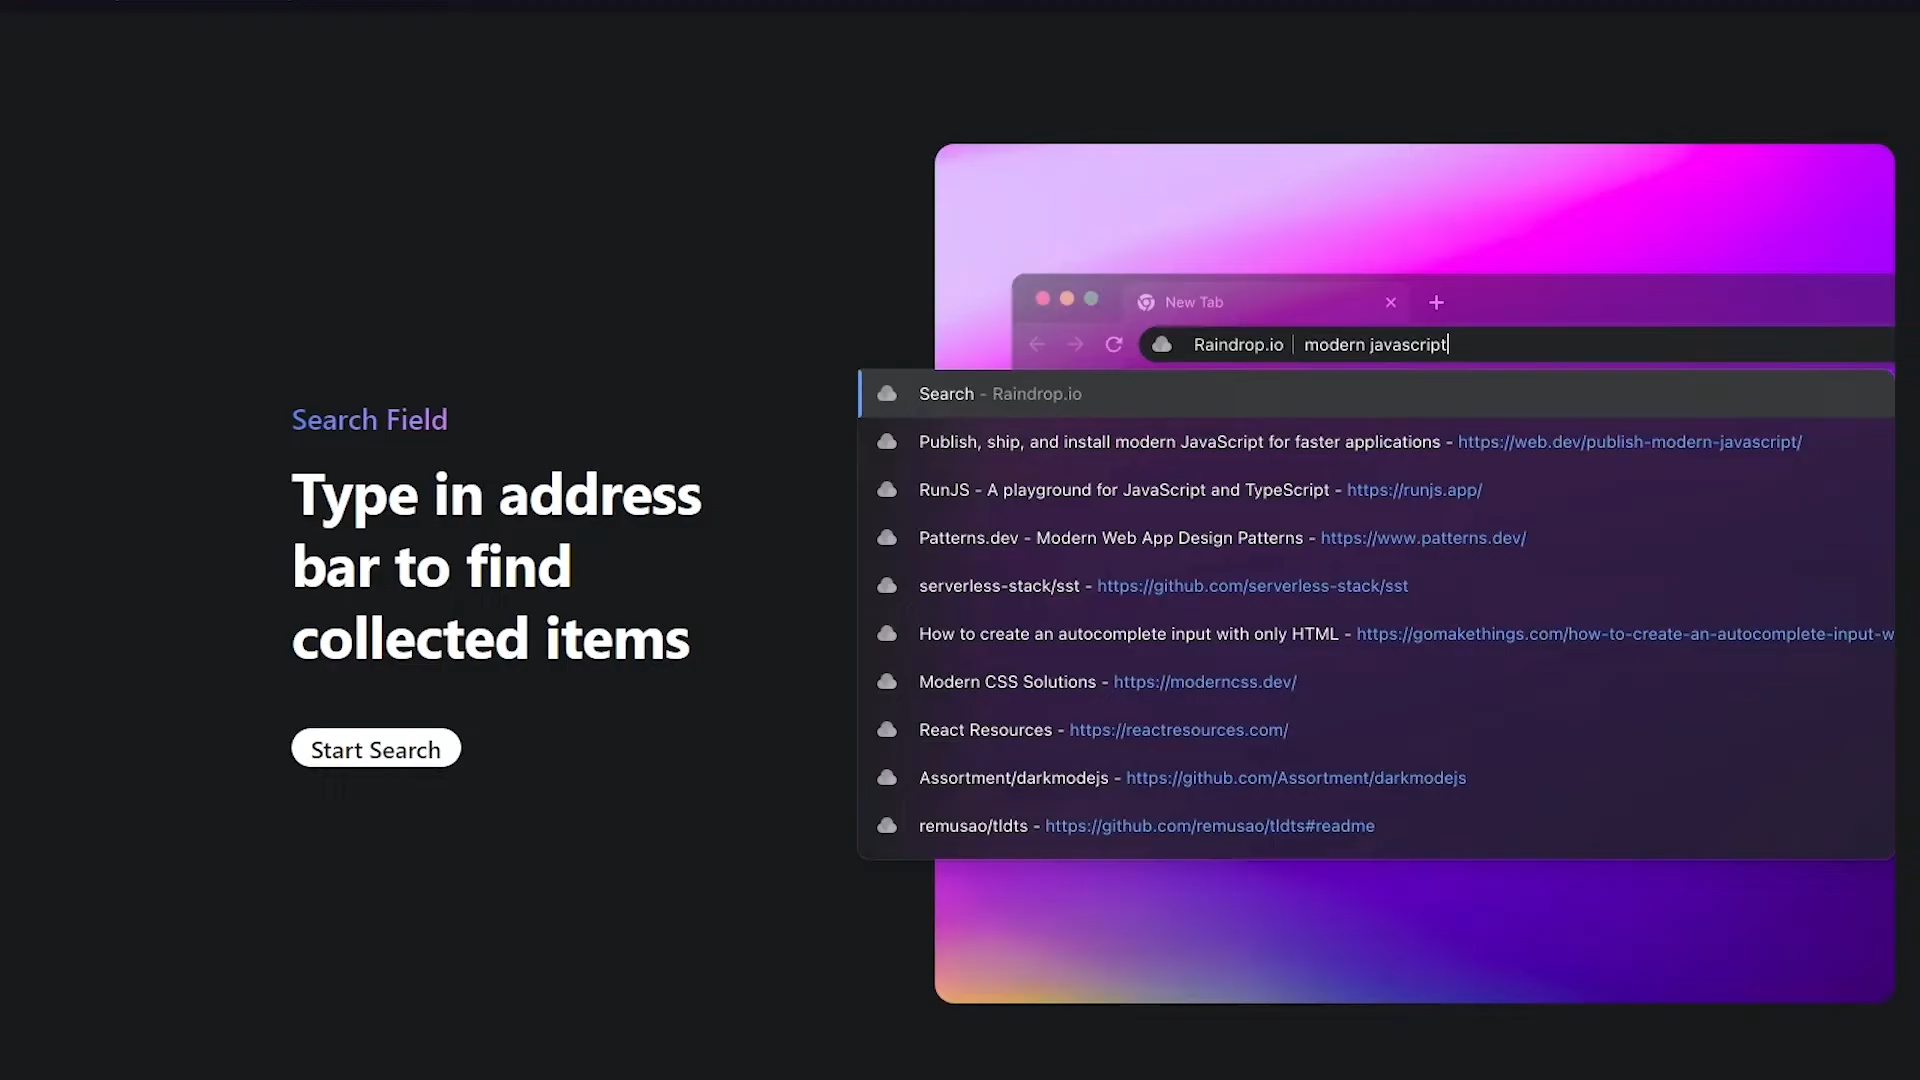 Search Field
Type in address
bar to find
collected items
Start Search
New Tab
Raindrop.io | modern javascript
Search - Raindrop.io
Publish, ship, and install modern JavaScript for faster applications - https://web.dev/publish-modern-javascript/
RunJS - A playground for JavaScript and TypeScript - https://runjs.app/
Patterns.dev - Modern Web App Design Patterns - https://www.patterns.dev/
serverless-stack/sst - https://github.com/serverless-stack/sst
How to create an autocomplete input with only HTML - https://gomakethings.com/how-to-create-an-autocomplete-input-w
Modern CSS Solutions - https://moderncss.dev/
React Resources - https://reactresources.com/
Assortment/darkmodejs - https://github.com/Assortment/darkmodejs
remusao/tldts - https://github.com/remusao/tldts#readme